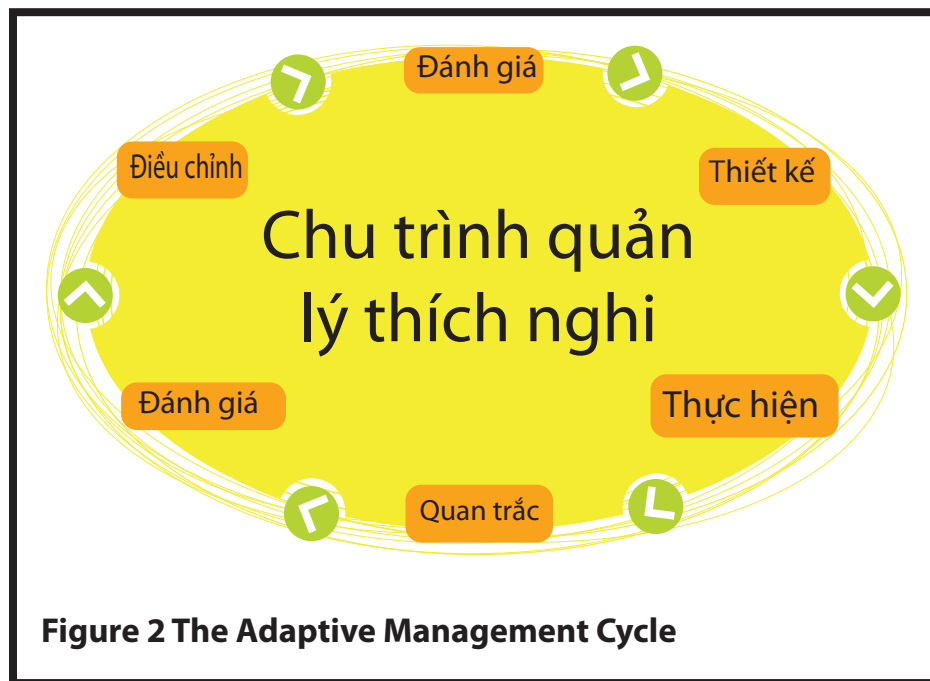 Đánh giá
Điều chỉnh
Thiết kế
Chu trình quản
lý thích nghi
Đánh giá
Thực hiện
Quan trắc
Figure 2 The Adaptive Management Cycle